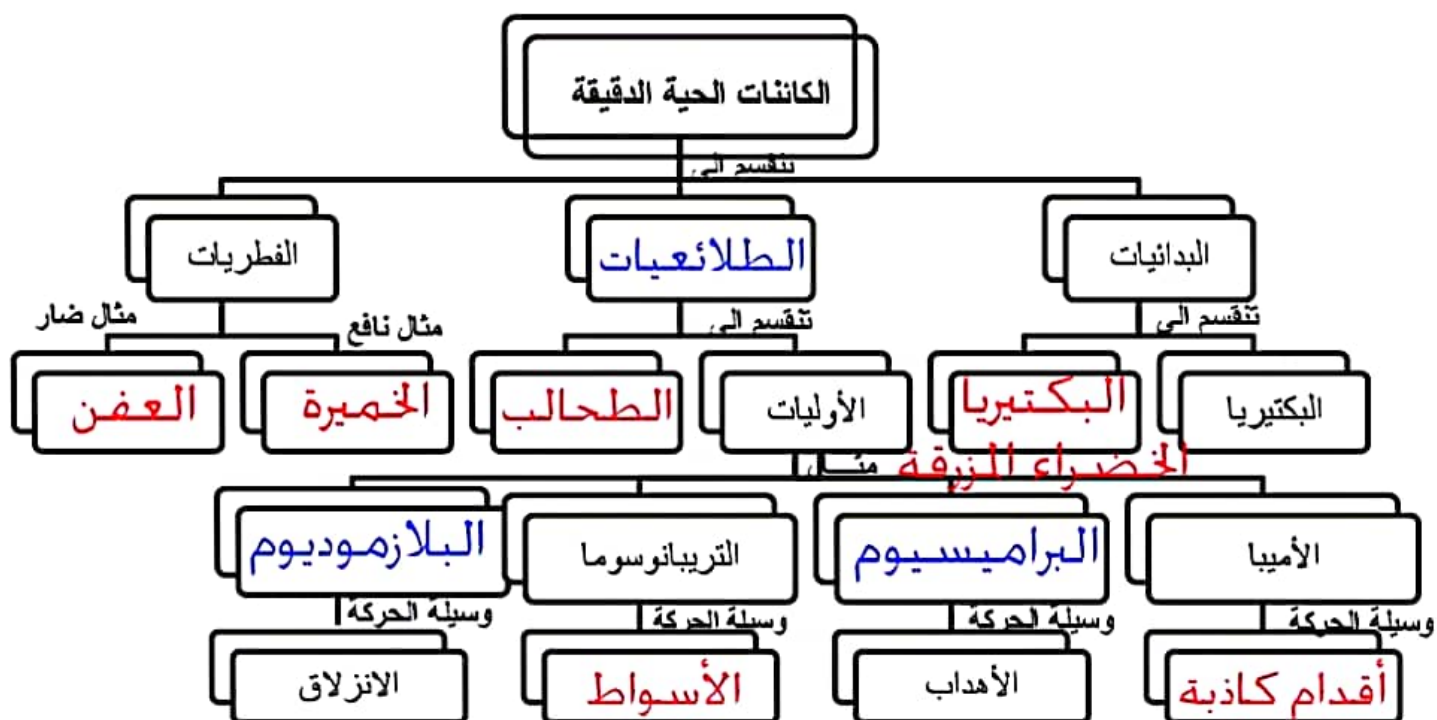 الكائنات الحية الدقيقة
تنقسم الى
البدائيات
الطلائعيات
الفطريات
تنقسم الى
تنقسم الى
مثال نافع
مثال ضار
البكتيريا
البكتيريا
الخضراء المزرقة
الأوليات
الطحالب
الخميرة
العفن
مثال
الأميبا
البراميسيوم
التريبانوسوما
البلازموديوم
وسيلة الحركة
وسيلة الحركة
وسيلة الحركة
وسيلة الحركة
أقدام كاذبة
الأهداب
الأسواط
الانزلاق